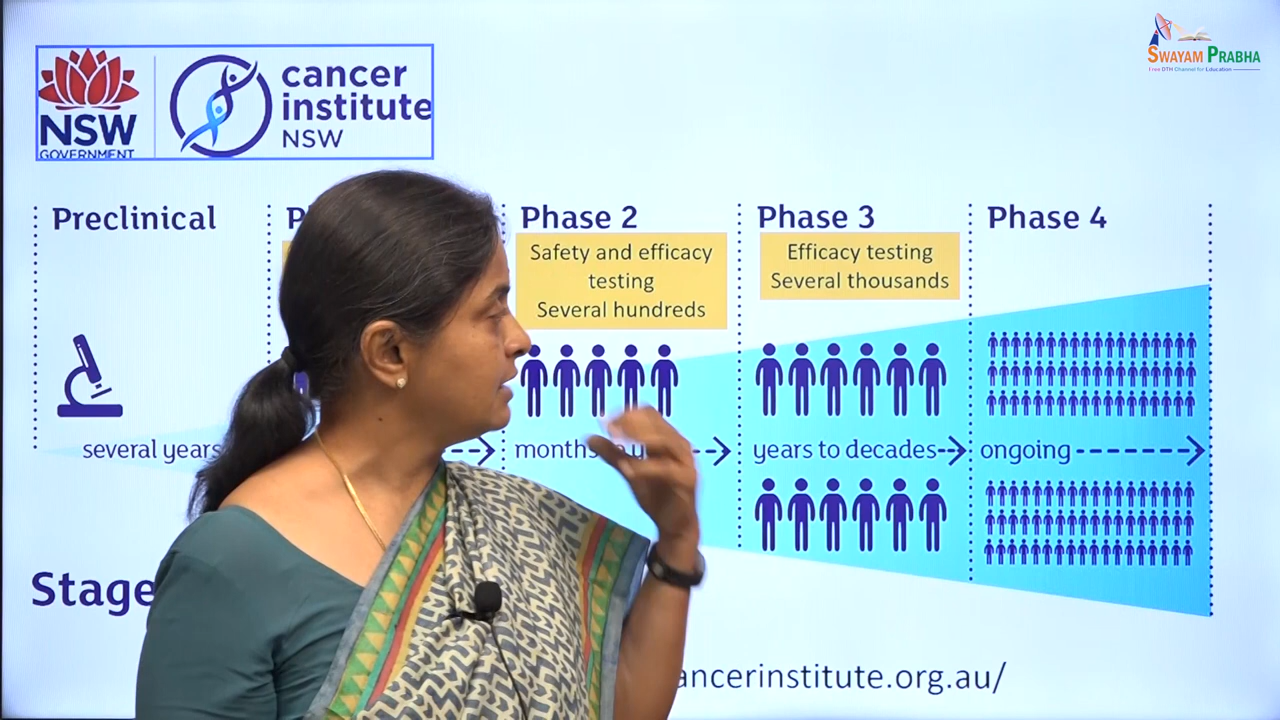 SWAYAM PRABHA
Free DTH Channel for Education
NSW
GOVERNMENT
cancer
institute
NSW
Preclinical
Phase 2
Phase 3
Phase 4
Safety and efficacy
testing
Several hundreds
Efficacy testing
Several thousands
several years
months
years to decades
ongoing
Stage
ancerinstitute.org.au/